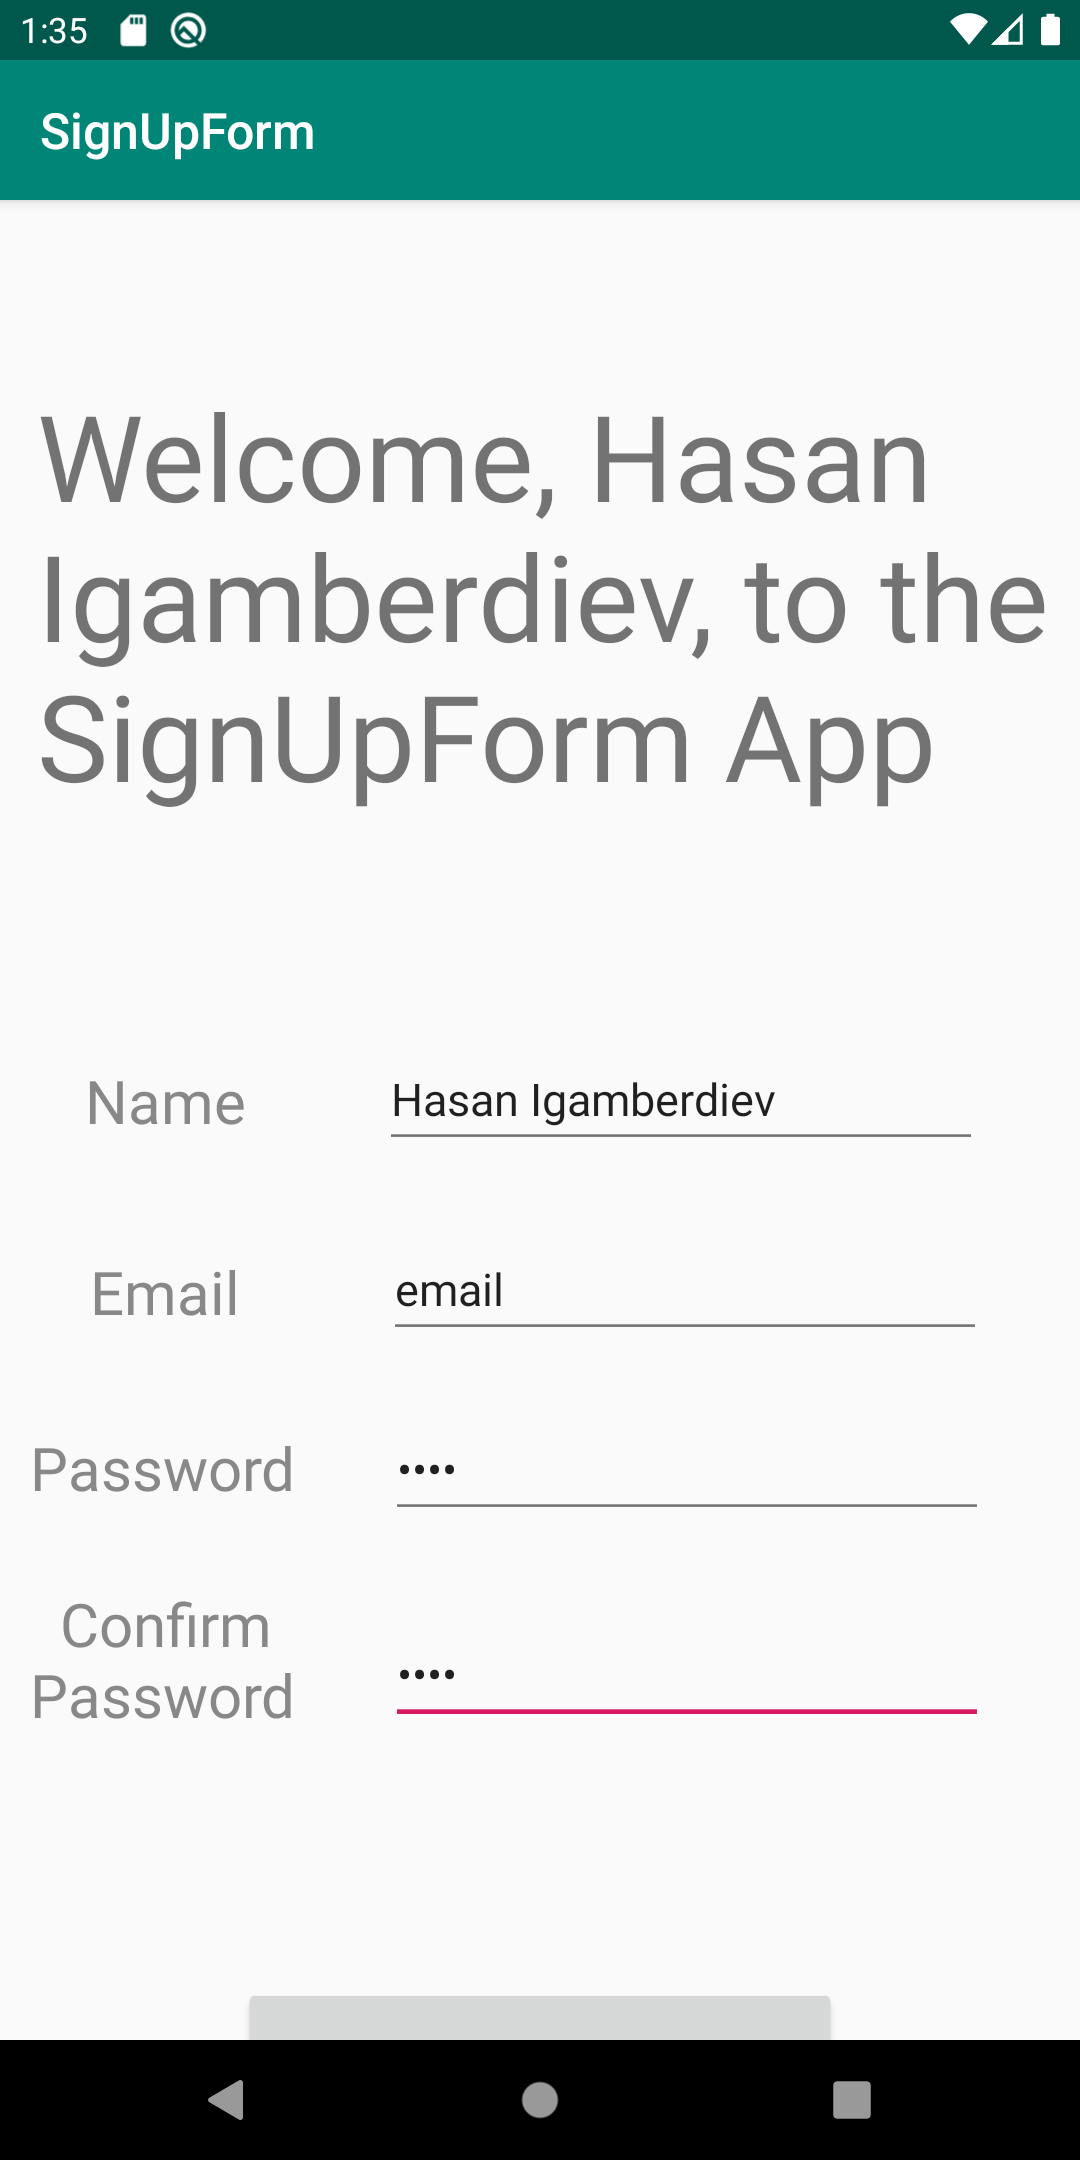 1:35
SignUpForm
Welcome, Hasan
Igamberdiev, to the
SignUpForm App
Name
Hasan Igamberdiev
Email
email
Password
••••
Confirm
Password
••••